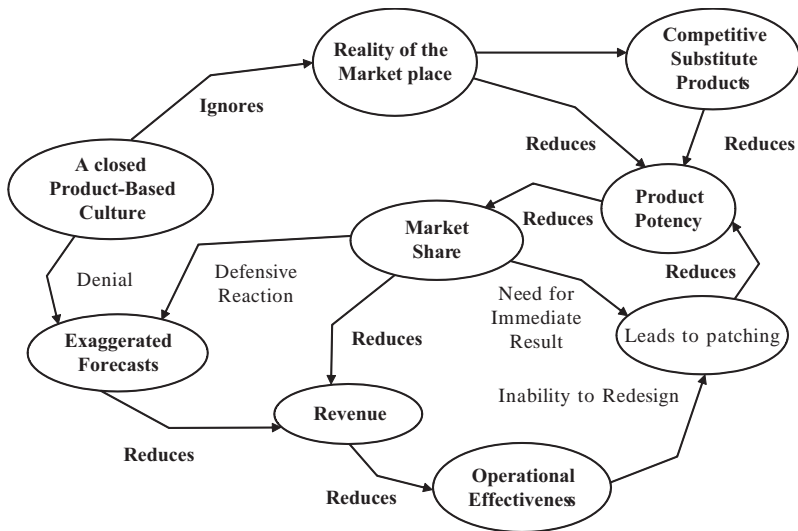 Reality of the
Market place
Competitive
Substitute
Products
Ignores
Reduces
Reduces
A closed
Product-Based
Culture
Product
Potency
Reduces
Market
Share
Denial
Defensive
Reaction
Reduces
Need for
Immediate
Result
Leads to patching
Exaggerated
Forecasts
Reduces
Inability to Redesign
Revenue
Reduces
Reduces
Operational
Effectiveness